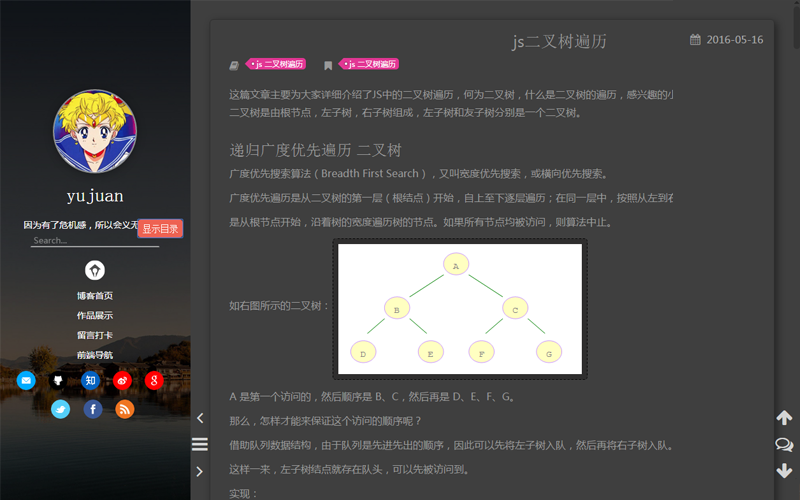 yujuan
因为有了危机感，所以会义无
显示目录
Search...
博客首页
作品展示
留言打卡
前端导航
知
js二叉树遍历
2016-05-16
js 二叉树遍历
js 二叉树遍历
这篇文章主要为大家详细介绍了JS中的二叉树遍历，何为二叉树，什么是二叉树的遍历，感兴趣的小
二叉树是由根节点，左子树，右子树组成，左子树和友子树分别是一个二叉树。
递归广度优先遍历 二叉树
广度优先搜索算法（Breadth First Search），又叫宽度优先搜索，或横向优先搜索。
广度优先遍历是从二叉树的第一层（根结点）开始，自上至下逐层遍历；在同一层中，按照从左到右
是从根节点开始，沿着树的宽度遍历树的节点。如果所有节点均被访问，则算法中止。
如右图所示的二叉树：
A
B
C
D
E
F
G
A 是第一个访问的，然后顺序是 B、C，然后再是 D、E、F、G。
那么，怎样才能来保证这个访问的顺序呢？
借助队列数据结构，由于队列是先进先出的顺序，因此可以先将左子树入队，然后再将右子树入队。
这样一来，左子树结点就存在队头，可以先被访问到。
实现：